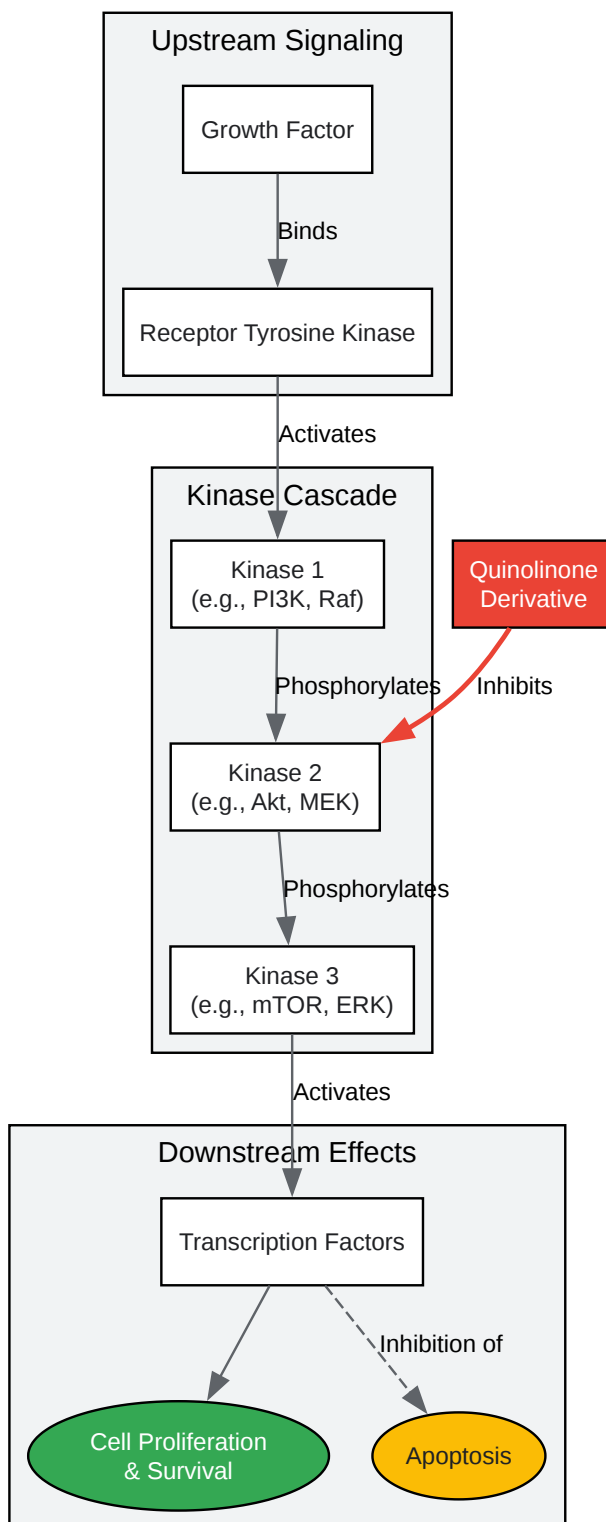 Upstream Signaling
Growth Factor
Binds
Receptor Tyrosine Kinase
Activates
Kinase Cascade
Kinase 1
(e.g., PI3K, Raf)
Quinolinone
Derivative
Phosphorylates
Inhibits
Kinase 2
(e.g., Akt, MEK)
Phosphorylates
Kinase 3
(e.g., mTOR, ERK)
Activates
Downstream Effects
Transcription Factors
Inhibition of
Cell Proliferation
& Survival
Apoptosis